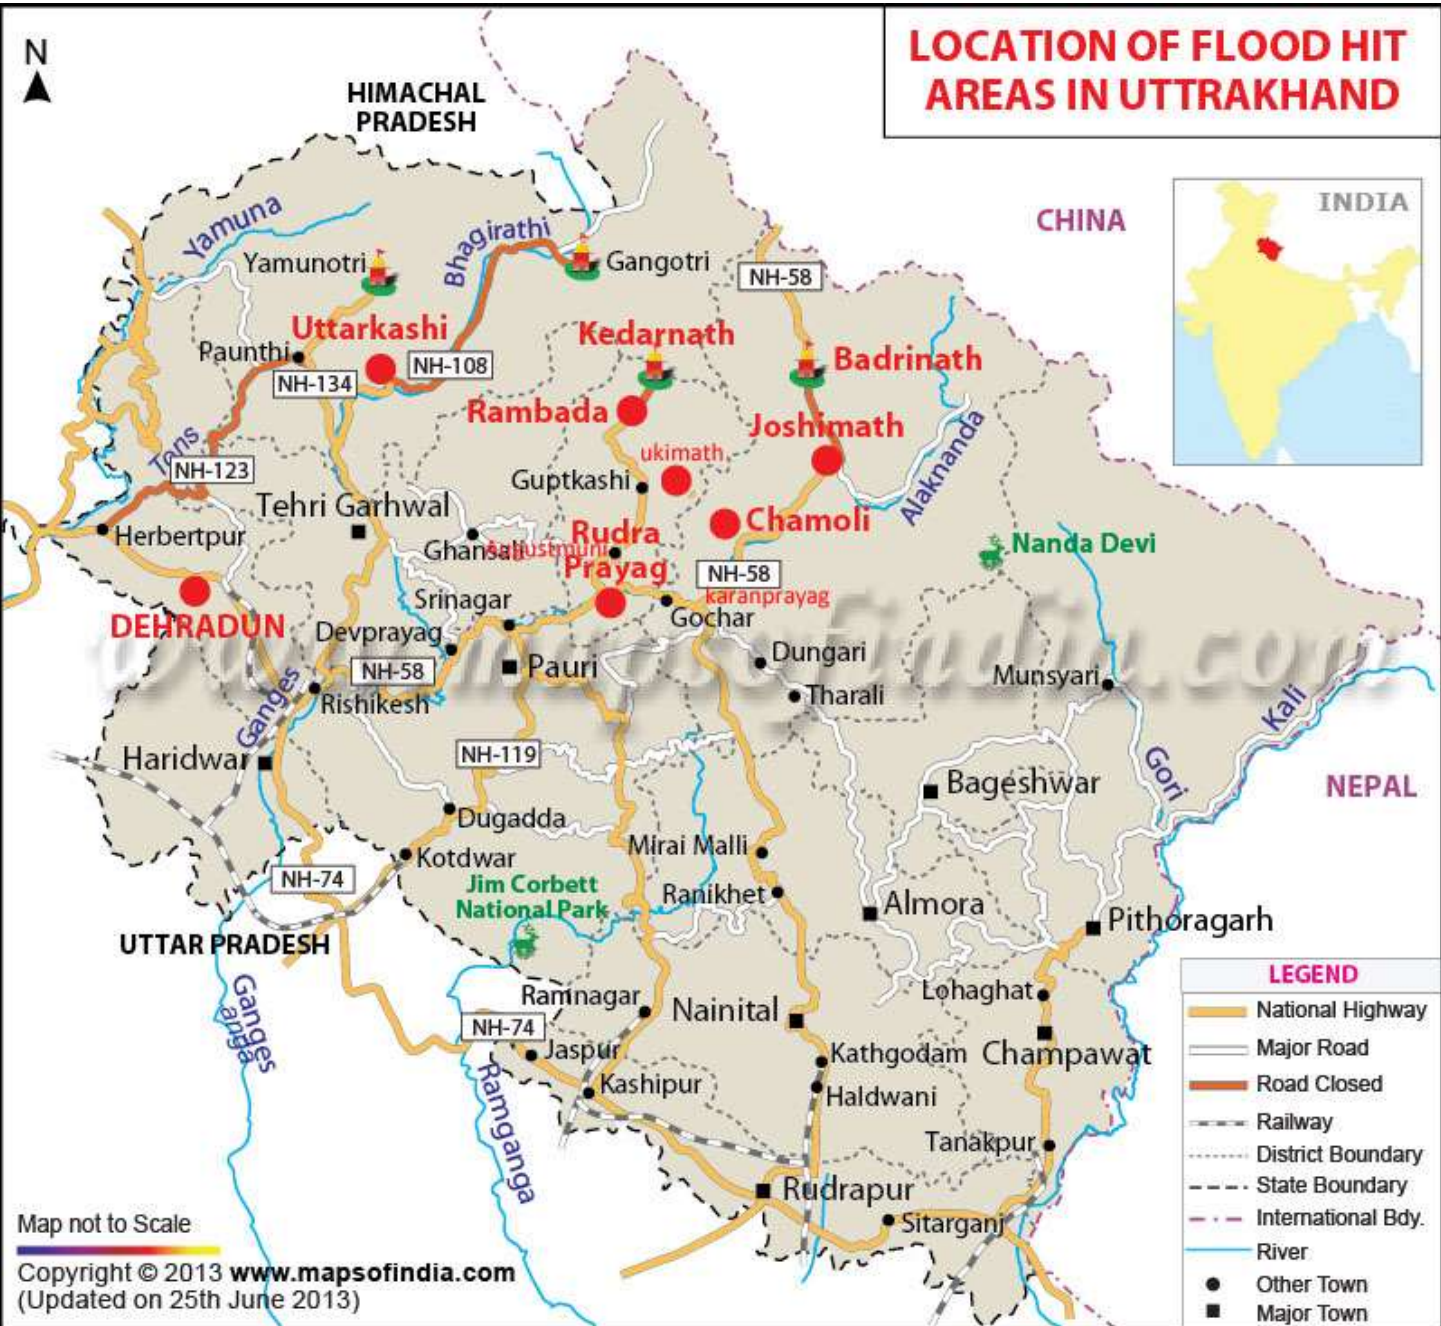 LOCATION OF FLOOD HIT
AREAS IN UTTRAKHAND
N
HIMACHAL
PRADESH
INDIA
CHINA
Yamuna
Bhagirathi
Yamunotri
Gangotri
NH-58
Uttarkashi
Kedarnath
Paunthi
NH-108
Badrinath
NH-134
Rambada
Joshimath
Tons
NH-123
ukimath
Guptkashi
Alaknanda
Tehri Garhwal
Chamoli
Herbertpur
Ghansali
Augustmuni
Rudra
Prayag
Nanda Devi
NH-58
karanprayag
Srinagar
Gochar
DEHRADUN
Devprayag
www.mapsofindia.com
NH-58
Pauri
Dungari
Munsyari
Tharali
Rishikesh
Ganges
Kali
Haridwar
NH-119
Gori
Bageshwar
NEPAL
Dugadda
Mirai Malli
Kotdwar
NH-74
Jim Corbett
National Park
Ranikhet
Almora
Pithoragarh
UTTAR PRADESH
Ganges
anga
Ramnagar
Nainital
Lohaghat
NH-74
Jaspur
Kathgodam
Champawat
Kashipur
Haldwani
Ramganga
Tanakpur
Rudrapur
Sitarganj
LEGEND
National Highway
Major Road
Road Closed
Railway
District Boundary
State Boundary
International Bdy.
River
Other Town
Major Town
Map not to Scale
Copyright © 2013 www.mapsofindia.com
(Updated on 25th June 2013)